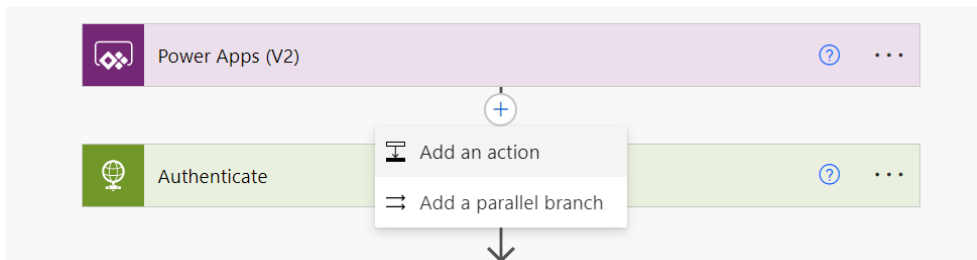 Power Apps (V2)
Add an action
Authenticate
Add a parallel branch